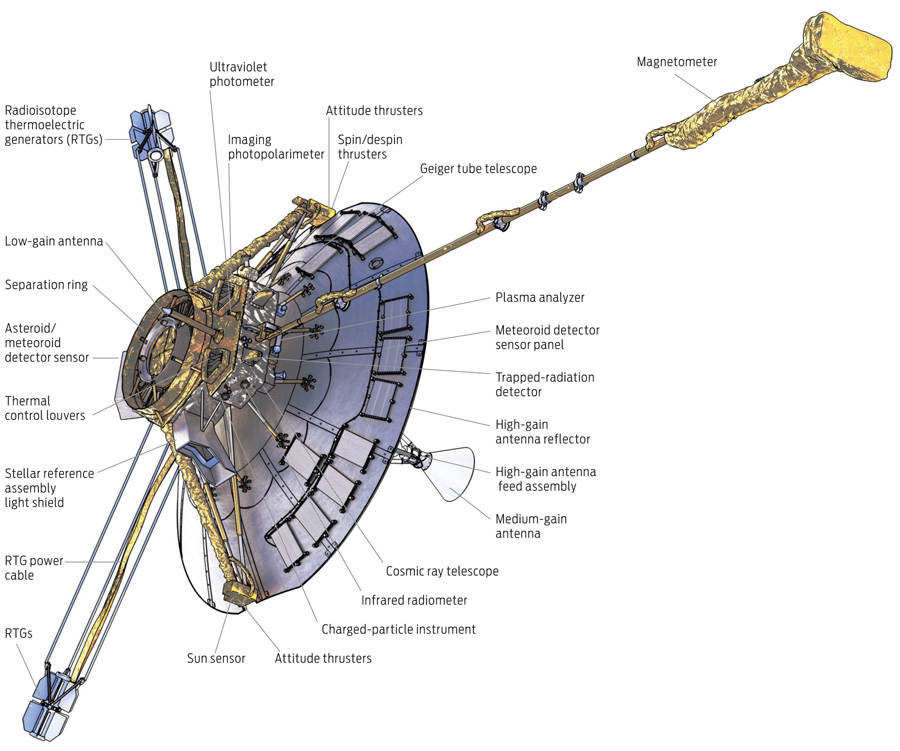 Ultraviolet
photometer
Magnetometer
Radioisotope
thermoelectric
generators (RTGs)
Attitude thrusters
Imaging
photopolarimeter
Spin/despin
thrusters
Geiger tube telescope
Low-gain antenna
Separation ring
Plasma analyzer
Asteroid/
meteoroid
detector sensor
Meteoroid detector
sensor panel
Trapped-radiation
detector
Thermal
control louvers
High-gain
antenna reflector
Stellar reference
assembly
light shield
High-gain antenna
feed assembly
Medium-gain
antenna
RTG power
cable
Cosmic ray telescope
Infrared radiometer
Charged-particle instrument
RTGs
Sun sensor
Attitude thrusters